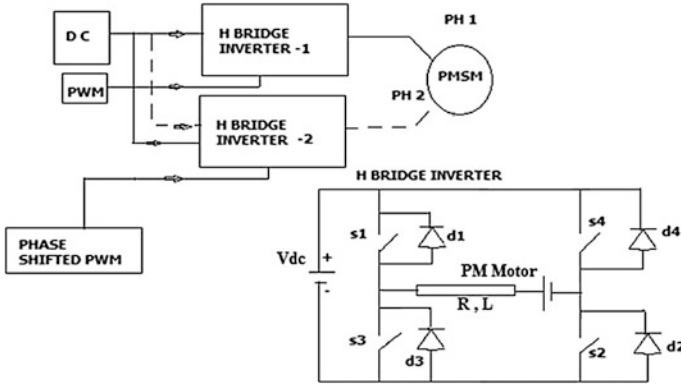 D C
H BRIDGE
INVERTER -1
PH 1
PMSM
PWM
PH 2
H BRIDGE
INVERTER -2
PHASE
SHIFTED PWM
H BRIDGE INVERTER
s1
d1
s4
d4
Vdc
+
-
PM Motor
R , L
s3
d3
s2
d2